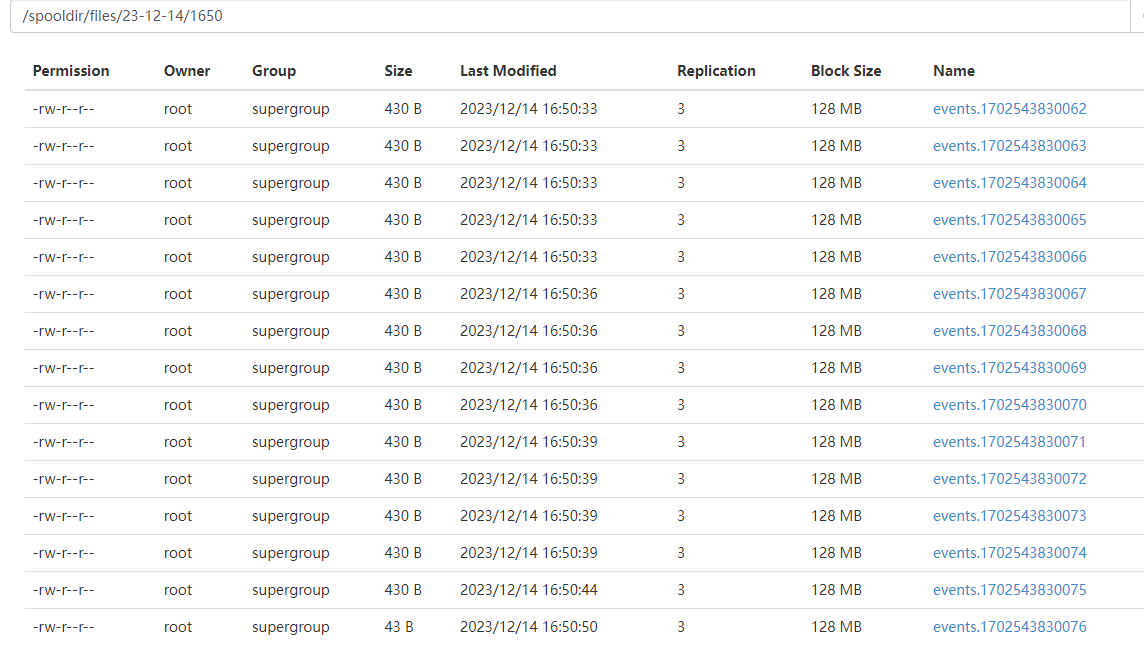 /spooldir/files/23-12-14/1650
Permission Owner Group Size Last Modified Replication Block Size Name
-rw-r--r-- root supergroup 430 B 2023/12/14 16:50:33 3 128 MB events.1702543830062
-rw-r--r-- root supergroup 430 B 2023/12/14 16:50:33 3 128 MB events.1702543830063
-rw-r--r-- root supergroup 430 B 2023/12/14 16:50:33 3 128 MB events.1702543830064
-rw-r--r-- root supergroup 430 B 2023/12/14 16:50:33 3 128 MB events.1702543830065
-rw-r--r-- root supergroup 430 B 2023/12/14 16:50:33 3 128 MB events.1702543830066
-rw-r--r-- root supergroup 430 B 2023/12/14 16:50:36 3 128 MB events.1702543830067
-rw-r--r-- root supergroup 430 B 2023/12/14 16:50:36 3 128 MB events.1702543830068
-rw-r--r-- root supergroup 430 B 2023/12/14 16:50:36 3 128 MB events.1702543830069
-rw-r--r-- root supergroup 430 B 2023/12/14 16:50:36 3 128 MB events.1702543830070
-rw-r--r-- root supergroup 430 B 2023/12/14 16:50:39 3 128 MB events.1702543830071
-rw-r--r-- root supergroup 430 B 2023/12/14 16:50:39 3 128 MB events.1702543830072
-rw-r--r-- root supergroup 430 B 2023/12/14 16:50:39 3 128 MB events.1702543830073
-rw-r--r-- root supergroup 430 B 2023/12/14 16:50:39 3 128 MB events.1702543830074
-rw-r--r-- root supergroup 430 B 2023/12/14 16:50:44 3 128 MB events.1702543830075
-rw-r--r-- root supergroup 43 B 2023/12/14 16:50:50 3 128 MB events.1702543830076